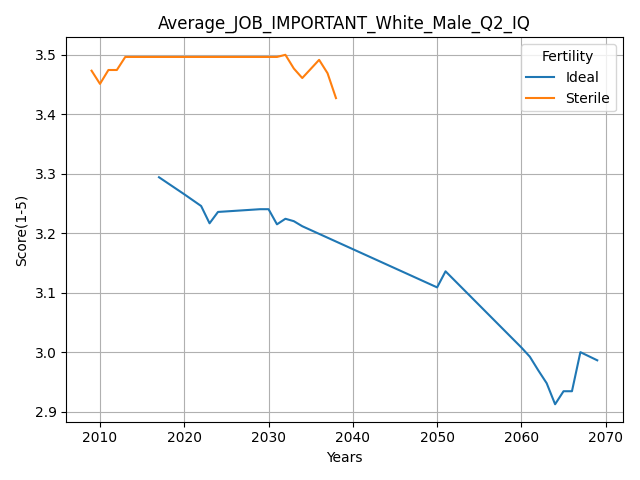 Average_JOB_IMPORTANT_White_Male_Q2_IQ
Fertility
Ideal
Sterile
Score(1-5)
3.5
3.4
3.3
3.2
3.1
3.0
2.9
2010 2020 2030 2040 2050 2060 2070
Years